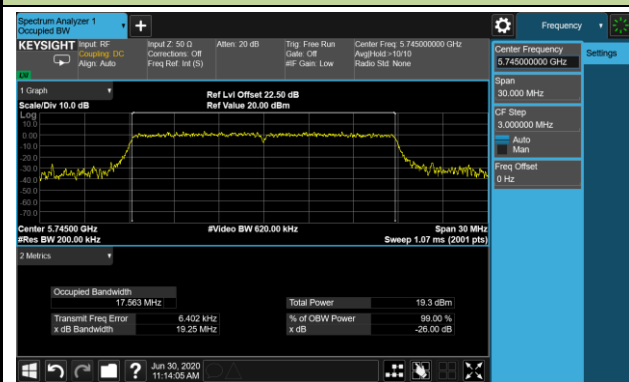 Spectrum Analyzer 1
Occupied BW
Frequency
KEYSIGHT
Input: RF
Coupling: DC
Align: Auto
Input Z: 50 Ω
Corrections: Off
Freq Ref: Int (S)
Atten: 20 dB
Trig: Free Run
Gate: Off
#IF Gain: Low
Center Freq: 5.745000000 GHz
Avg|Hold:>10/10
Radio Std: None
Center Frequency
5.745000000 GHz
Settings
Span
30.000 MHz
CF Step
3.000000 MHz
Auto
Man
Freq Offset
0 Hz
1 Graph
Scale/Div 10.0 dB
Ref Lvl Offset 22.50 dB
Ref Value 20.00 dBm
Log
10.0
0.00
-10.0
-20.0
-30.0
-40.0
-50.0
-60.0
-70.0
Center 5.74500 GHz
#Res BW 200.00 kHz
#Video BW 620.00 kHz
Span 30 MHz
Sweep 1.07 ms (2001 pts)
2 Metrics
Occupied Bandwidth
17.563 MHz
Total Power 19.3 dBm
Transmit Freq Error 6.402 kHz
% of OBW Power 99.00 %
x dB Bandwidth 19.25 MHz
x dB -26.00 dB
Jun 30, 2020
11:14:05 AM